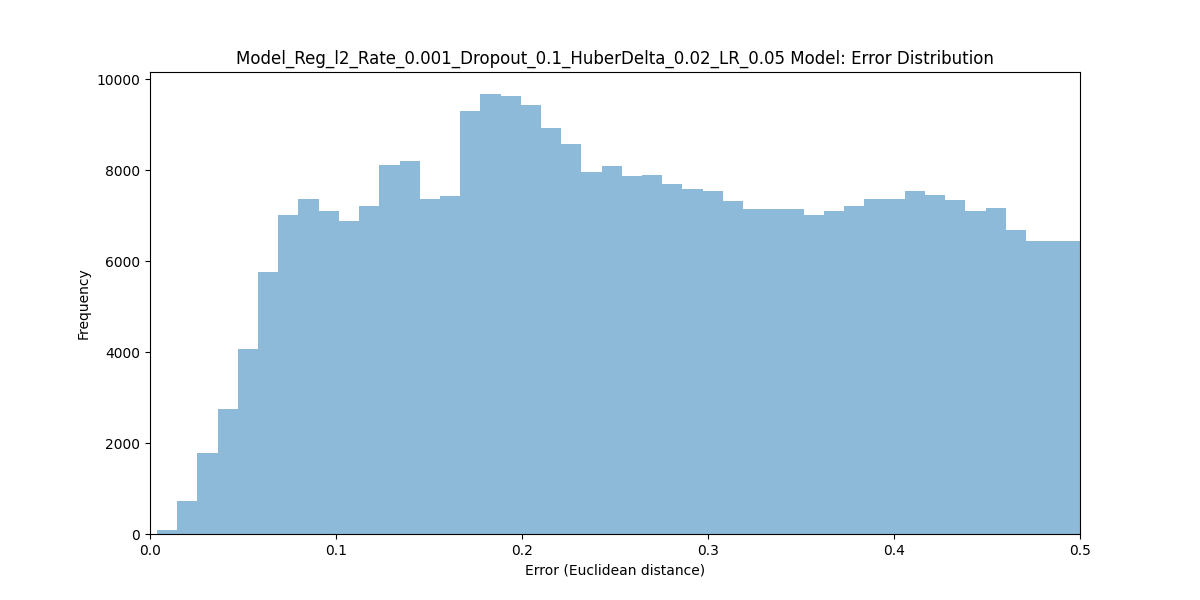 Model_Reg_l2_Rate_0.001_Dropout_0.1_HuberDelta_0.02_LR_0.05 Model: Error Distribution
10000
8000
6000
4000
2000
0
Frequency
0.0 0.1 0.2 0.3 0.4 0.5
Error (Euclidean distance)